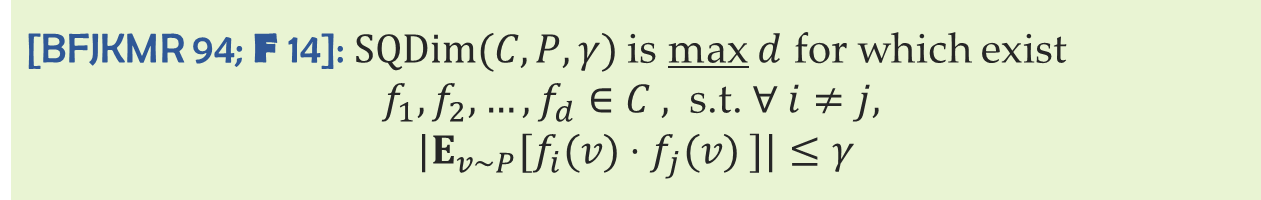 [BFJKMR 94; F 14]: SQDim(C, P, γ) is max d for which exist
f₁, f₂, …, f_d ∈ C , s.t. ∀ i ≠ j,
|E_{v~P}[f_i(v) · f_j(v) ]| ≤ γ